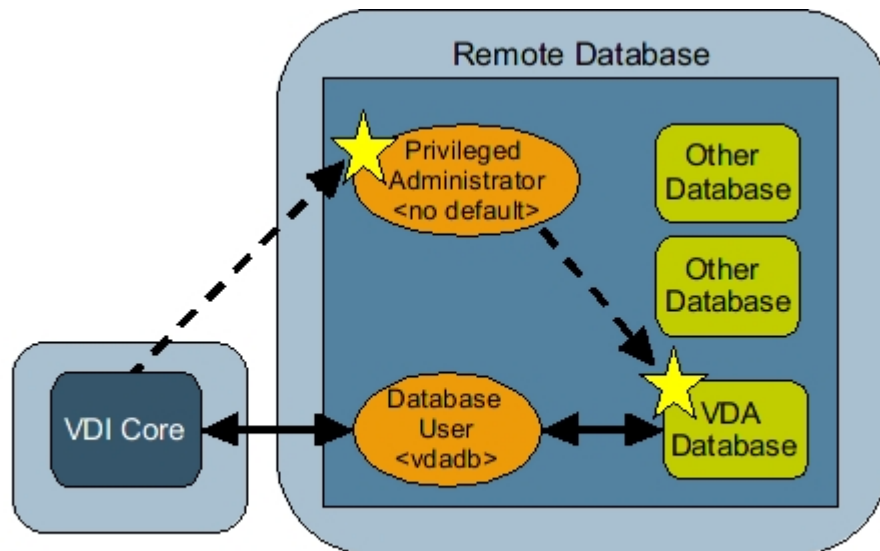 Remote Database
Privileged
Administrator
<no default>
Other
Database
Other
Database
VDI Core
Database
User
<vdadb>
VDA
Database